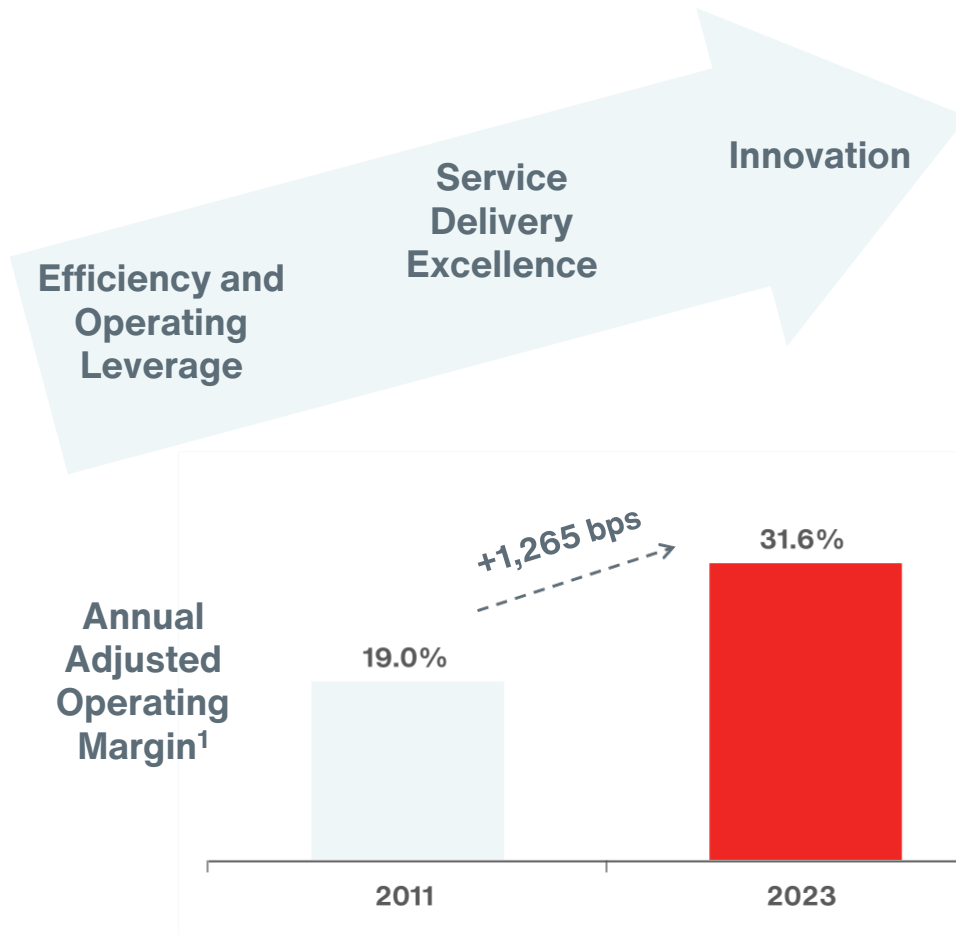 Innovation
Service
Delivery
Excellence
Efficiency and
Operating
Leverage
+1,265 bps
31.6%
19.0%
Annual
Adjusted
Operating
Margin¹
2011
2023